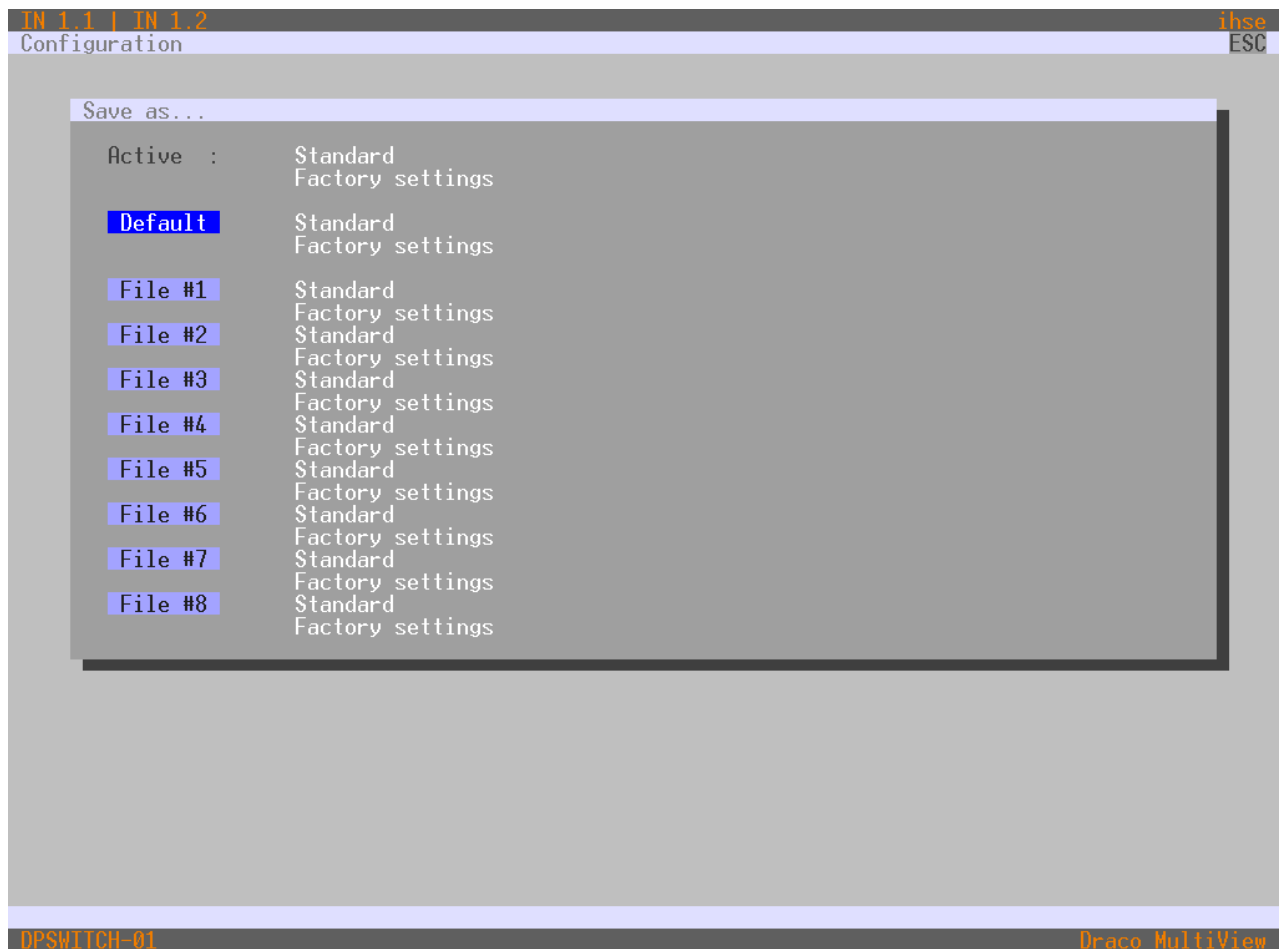 IN 1.1 | IN 1.2 ihse
Configuration ESC
Save as...
Active : Standard
Factory settings
Default Standard
Factory settings
File #1 Standard
Factory settings
File #2 Standard
Factory settings
File #3 Standard
Factory settings
File #4 Standard
Factory settings
File #5 Standard
Factory settings
File #6 Standard
Factory settings
File #7 Standard
Factory settings
File #8 Standard
Factory settings
DPSWITCH-01 Draco MultiView